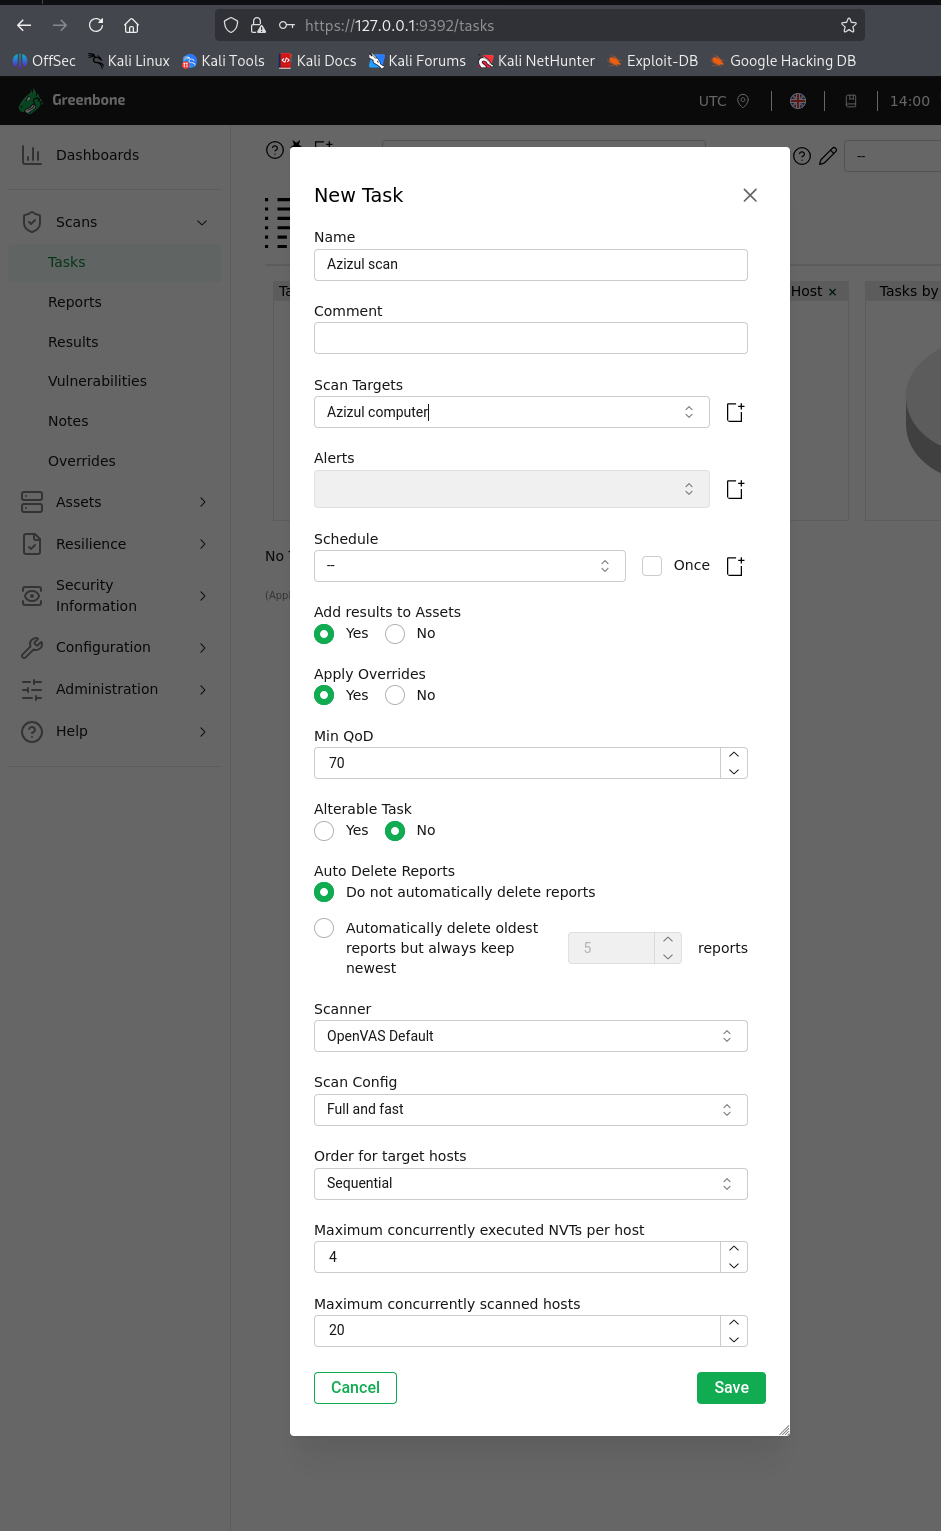 https://127.0.0.1:9392/tasks
OffSec Kali Linux Kali Tools Kali Docs Kali Forums Kali NetHunter Exploit-DB Google Hacking DB
Greenbone UTC 14:00
Dashboards
--
Scans
Tasks
Reports
Results
Vulnerabilities
Notes
Overrides
Assets
Resilience
Security
Information
Configuration
Administration
Help
Ta
Host ×
Tasks by
No
(Appl
New Task
Name
Azizul scan
Comment
Scan Targets
Azizul computer
Alerts
Schedule
--
Once
Add results to Assets
Yes No
Apply Overrides
Yes No
Min QoD
70
Alterable Task
Yes No
Auto Delete Reports
Do not automatically delete reports
Automatically delete oldest
reports but always keep
newest
5 reports
Scanner
OpenVAS Default
Scan Config
Full and fast
Order for target hosts
Sequential
Maximum concurrently executed NVTs per host
4
Maximum concurrently scanned hosts
20
Cancel Save